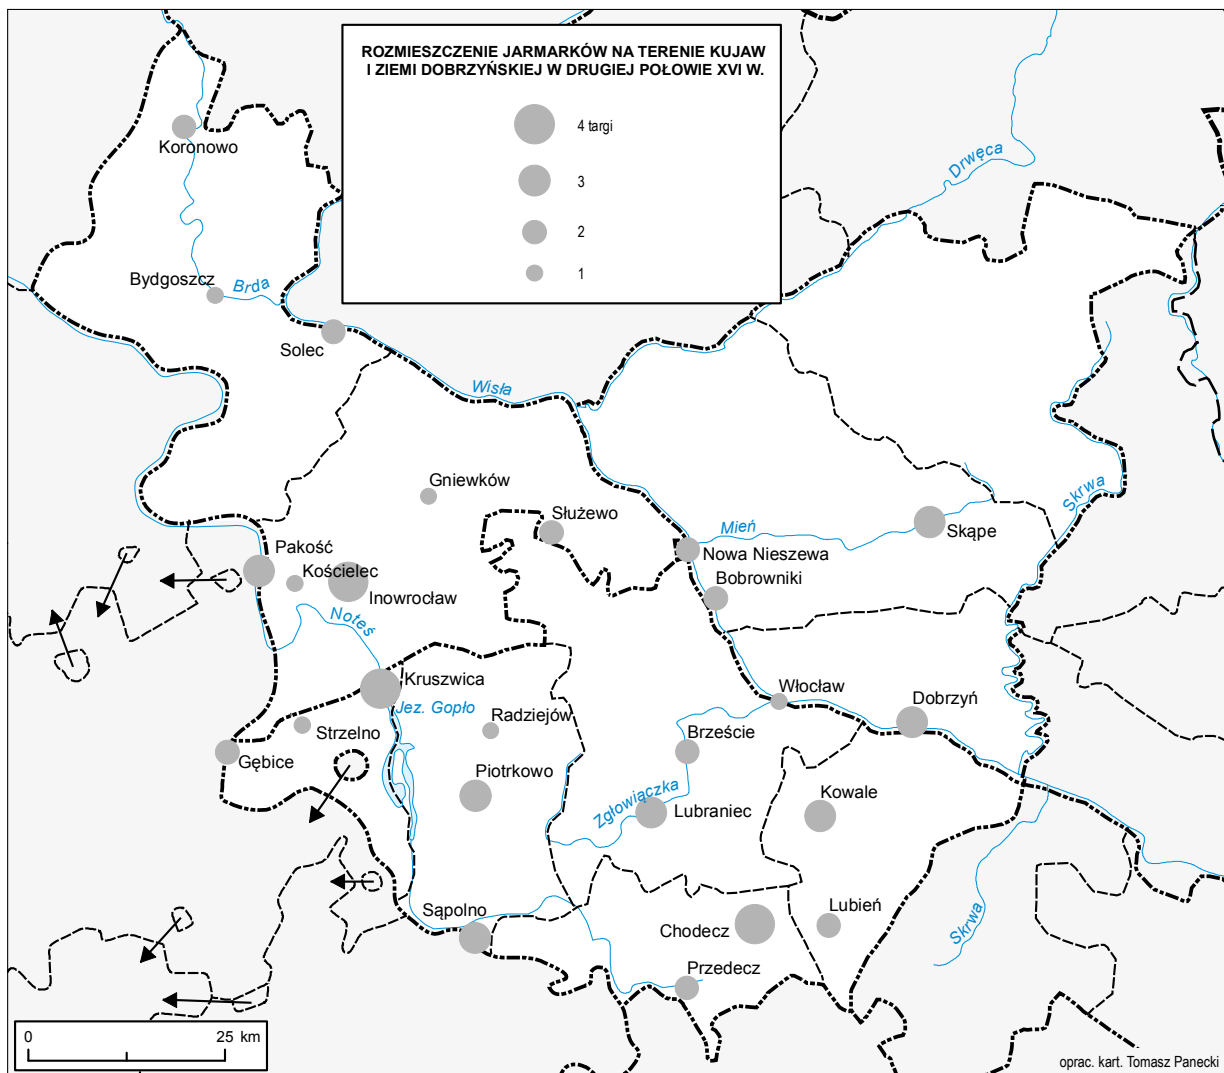 ROZMIESZCZENIE JARMARKÓW NA TERENIE KUJAW
I ZIEMI DOBRZYŃSKIEJ W DRUGIEJ POŁOWIE XVI W.
4 targi
3
2
1
Koronowo
Drwęca
Bydgoszcz
Brda
Solec
Wisła
Gniewków
Skrwa
Służewo
Mień
Skąpe
Nowa Nieszewa
Pakość
Kościelec
Bobrowniki
Inowrocław
Noteś
Kruszwica
Włocław
Dobrzyń
Jez. Gopło
Radziejów
Strzelno
Brzeście
Gębice
Piotrkowo
Zgłowiączka
Kowale
Lubraniec
Sąpolno
Lubień
Chodecz
Skrwa
Przedecz
0 25 km
oprac. kart. Tomasz Panecki